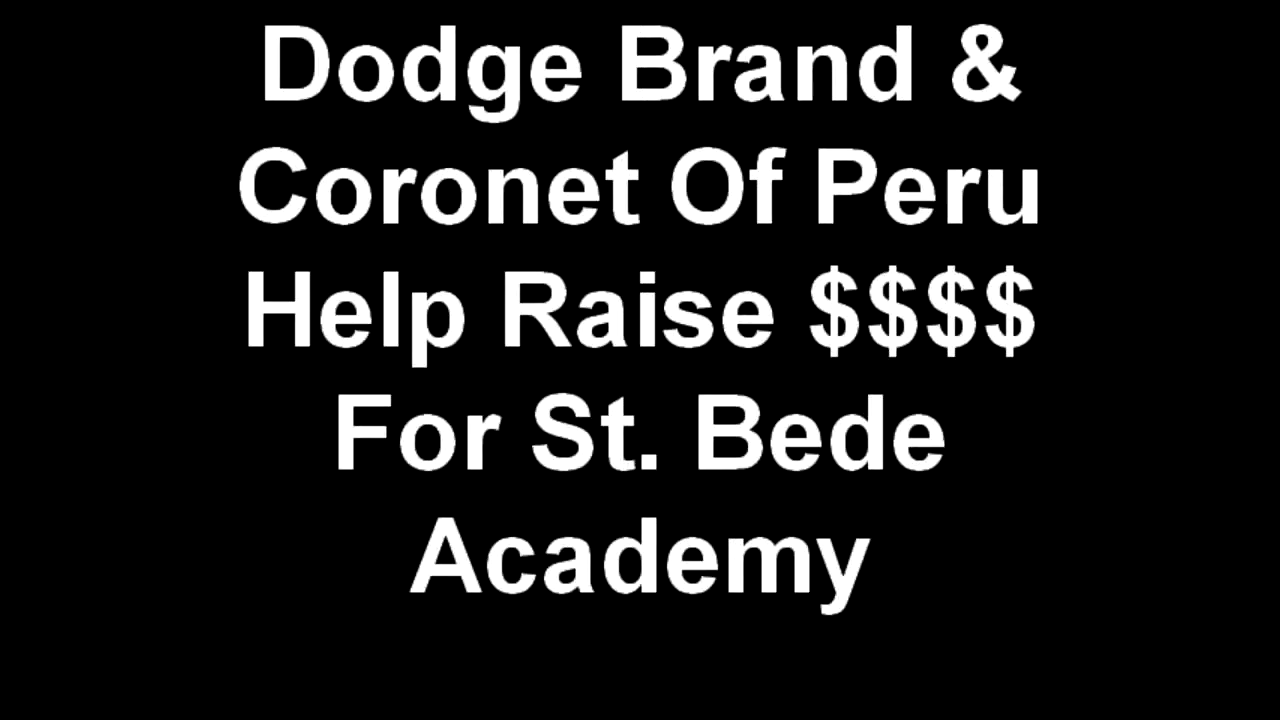 Dodge Brand &
Coronet Of Peru
Help Raise $$$$
For St. Bede
Academy